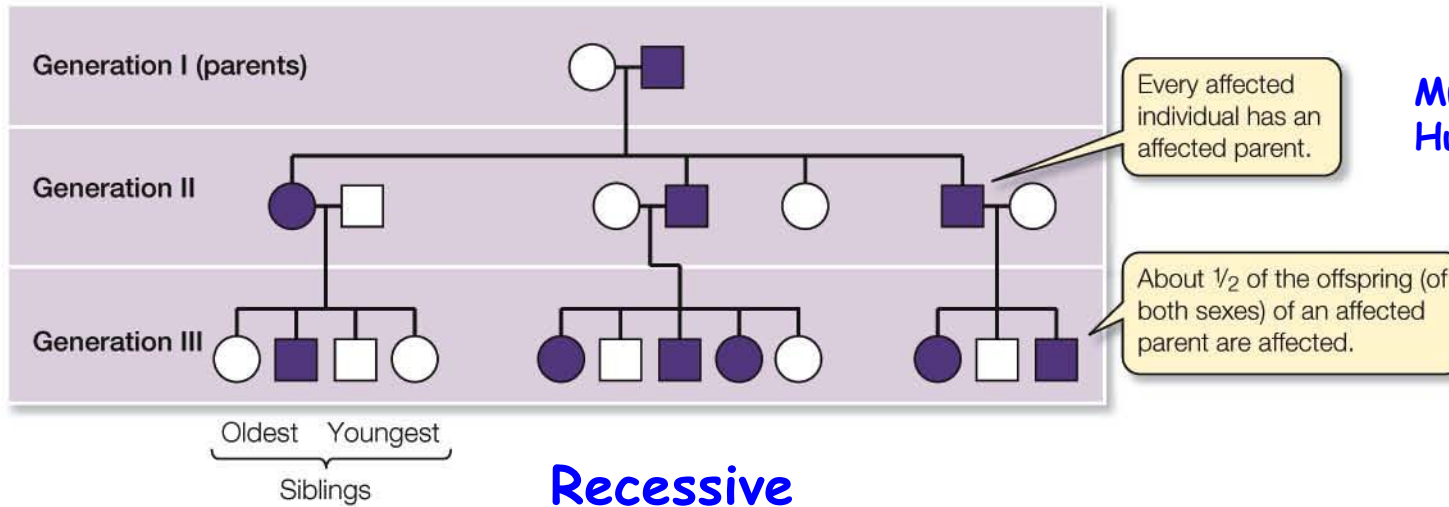 Generation I (parents)
Every affected
individual has an
affected parent.
Generation II
About 1/2 of the offspring (of
both sexes) of an affected
parent are affected.
Generation III
Oldest Youngest
Siblings
Recessive